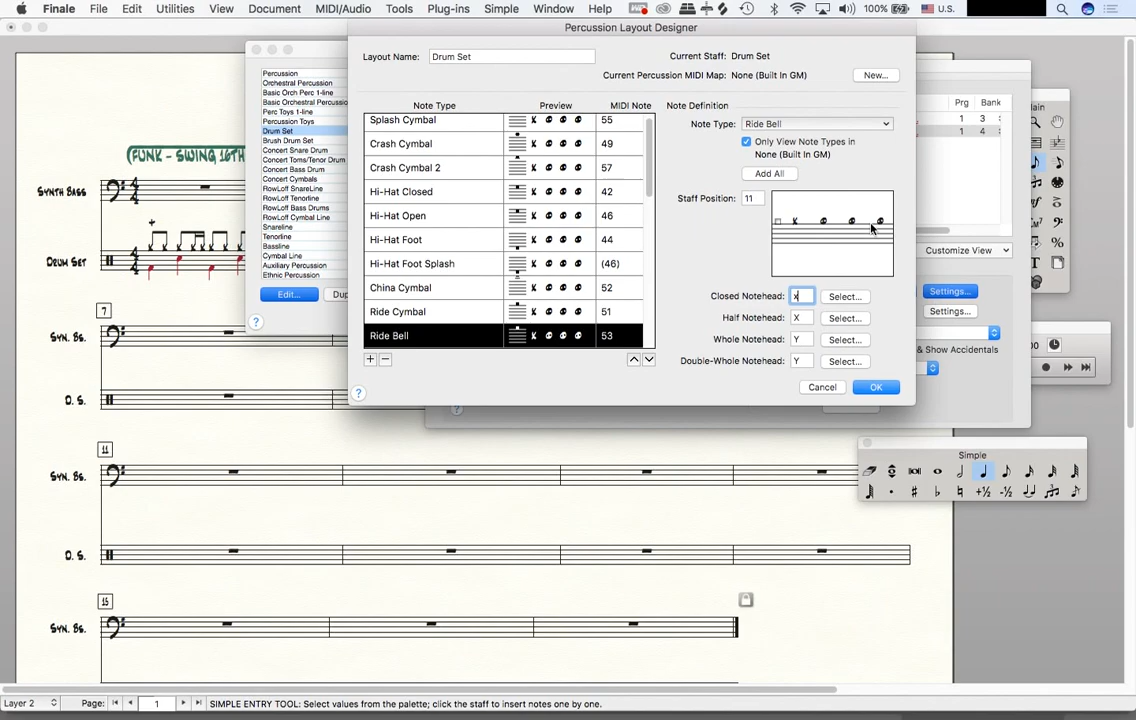 Finale File Edit Utilities View Document MIDI/Audio Tools Plug-ins Simple Window Help 100% U.S.
Percussion Layout Designer
Layout Name: Drum Set
Current Staff: Drum Set
Current Percussion MIDI Map: None (Built In GM)
New...
Note Type Preview MIDI Note
Splash Cymbal 55
Crash Cymbal 49
Crash Cymbal 2 57
Hi-Hat Closed 42
Hi-Hat Open 46
Hi-Hat Foot 44
Hi-Hat Foot Splash (46)
China Cymbal 52
Ride Cymbal 51
Ride Bell 53
Note Definition
Note Type: Ride Bell
Only View Note Types in
None (Built In GM)
Add All
Staff Position: 11
Closed Notehead: x Select...
Half Notehead: X Select...
Whole Notehead: Y Select...
Double-Whole Notehead: Y Select...
Cancel OK
Percussion
Orchestral Percussion
Basic Orch Perc 1-line
Basic Orchestral Percussio
Perc Toys 1-line
Percussion Toys
Drum Set
Brush Drum Set
Concert Snare Drum
Concert Toms/Tenor Drum
Concert Bass Drum
Concert Cymbals
RowLoff SnareLine
RowLoff Tenorline
RowLoff Bass Drums
RowLoff Cymbal Line
Snareline
Tenorline
Bassline
Cymbal Line
Auxiliary Percussion
Ethnic Percussion
Edit... Dup
Prg Bank
1 3
1 4
Customize View
Settings...
Settings...
& Show Accidentals
(FUNK - SWING 16TH
SYNTH BASS
DRUM SET
7
SYN. BS.
D. S.
11
SYN. BS.
D. S.
15
SYN. BS.
Simple
Layer 2 Page: 1 SIMPLE ENTRY TOOL: Select values from the palette; click the staff to insert notes one by one.